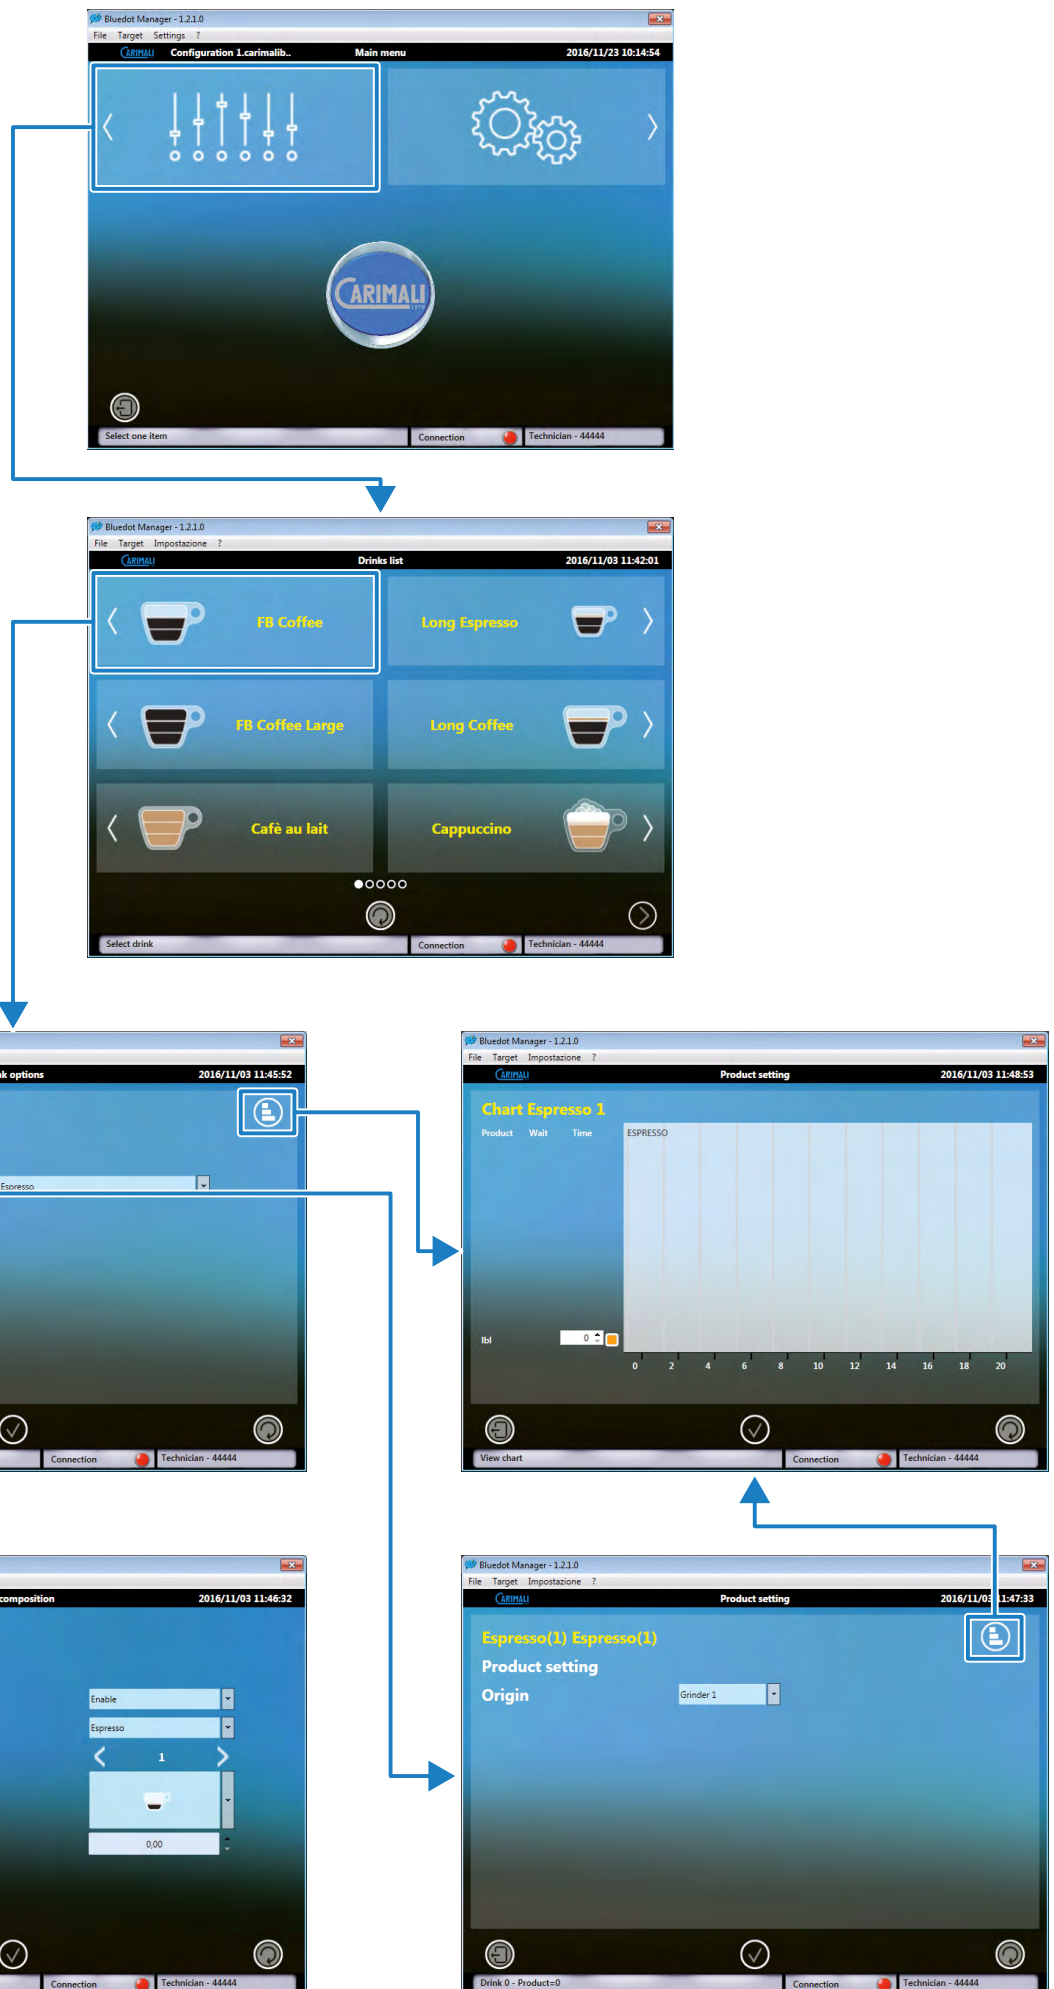 Bluedot Manager - 1.2.1.0
File Target Settings ?
CARIMALI Configuration 1.carimalib.. Main menu 2016/11/23 10:14:54
CARIMALI
Select one item Connection Technician - 44444
Bluedot Manager - 1.2.1.0
File Target Impostazione ?
CARIMALI Drinks list 2016/11/03 11:42:01
FB Coffee Long Espresso
FB Coffee Large Long Coffee
Cafè au lait Cappuccino
Select drink Connection Technician - 44444
options 2016/11/03 11:45:52
Espresso
Connection Technician - 44444
Bluedot Manager - 1.2.1.0
File Target Impostazione ?
CARIMALI Product setting 2016/11/03 11:48:53
Chart Espresso 1
Product Wait Time ESPRESSO
lbl 0
0 2 4 6 8 10 12 14 16 18 20
View chart Connection Technician - 44444
composition 2016/11/03 11:46:32
Enable
Espresso
1
0,00
Connection Technician - 44444
Bluedot Manager - 1.2.1.0
File Target Impostazione ?
CARIMALI Product setting 2016/11/03 11:47:33
Espresso(1) Espresso(1)
Product setting
Origin Grinder 1
Drink 0 - Product=0 Connection Technician - 44444